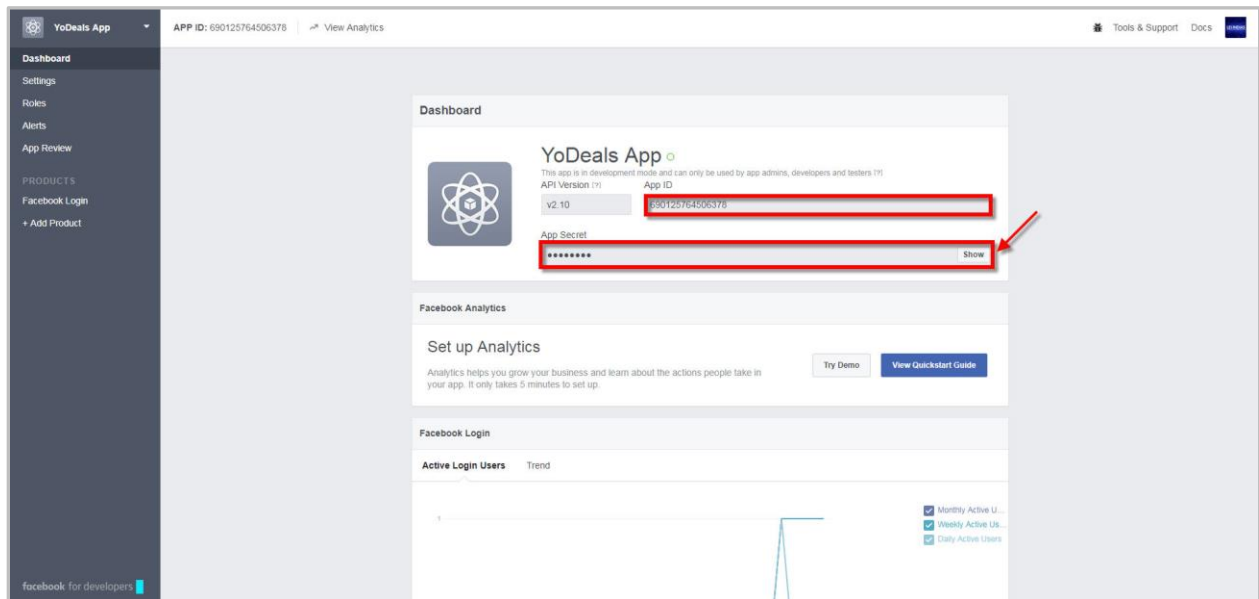 YoDeals App
APP ID: 690125764506378
View Analytics
Tools & Support
Docs
Dashboard
Settings
Roles
Alerts
App Review
PRODUCTS
Facebook Login
+ Add Product
facebook for developers
Dashboard
YoDeals App
This app is in development mode and can only be used by app admins, developers and testers [?]
API Version [?]
App ID
v2.10
690125764506378
App Secret
●●●●●●●●
Show
Facebook Analytics
Set up Analytics
Analytics helps you grow your business and learn about the actions people take in
your app. It only takes 5 minutes to set up.
Try Demo
View Quickstart Guide
Facebook Login
Active Login Users
Trend
1
Monthly Active U...
Weekly Active Us...
Daily Active Users